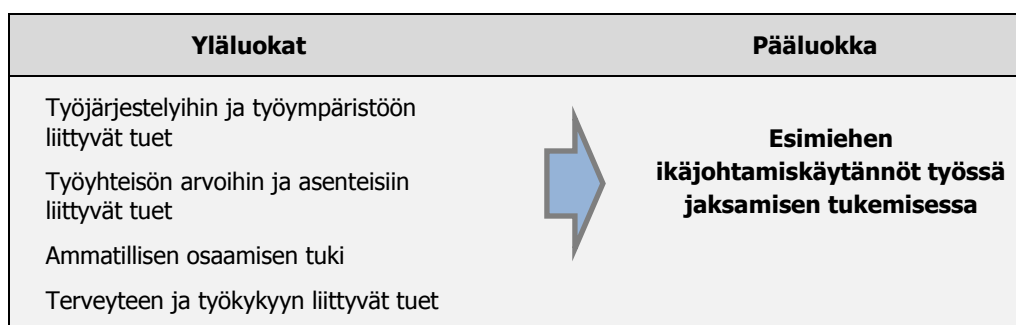 Yläluokat
Pääluokka
Työjärjestelyihin ja työympäristöön
liittyvät tuet
Työyhteisön arvoihin ja asenteisiin
liittyvät tuet
Ammatillisen osaamisen tuki
Terveyteen ja työkykyyn liittyvät tuet
Esimiehen
ikäjohtamiskäytännöt työssä
jaksamisen tukemisessa